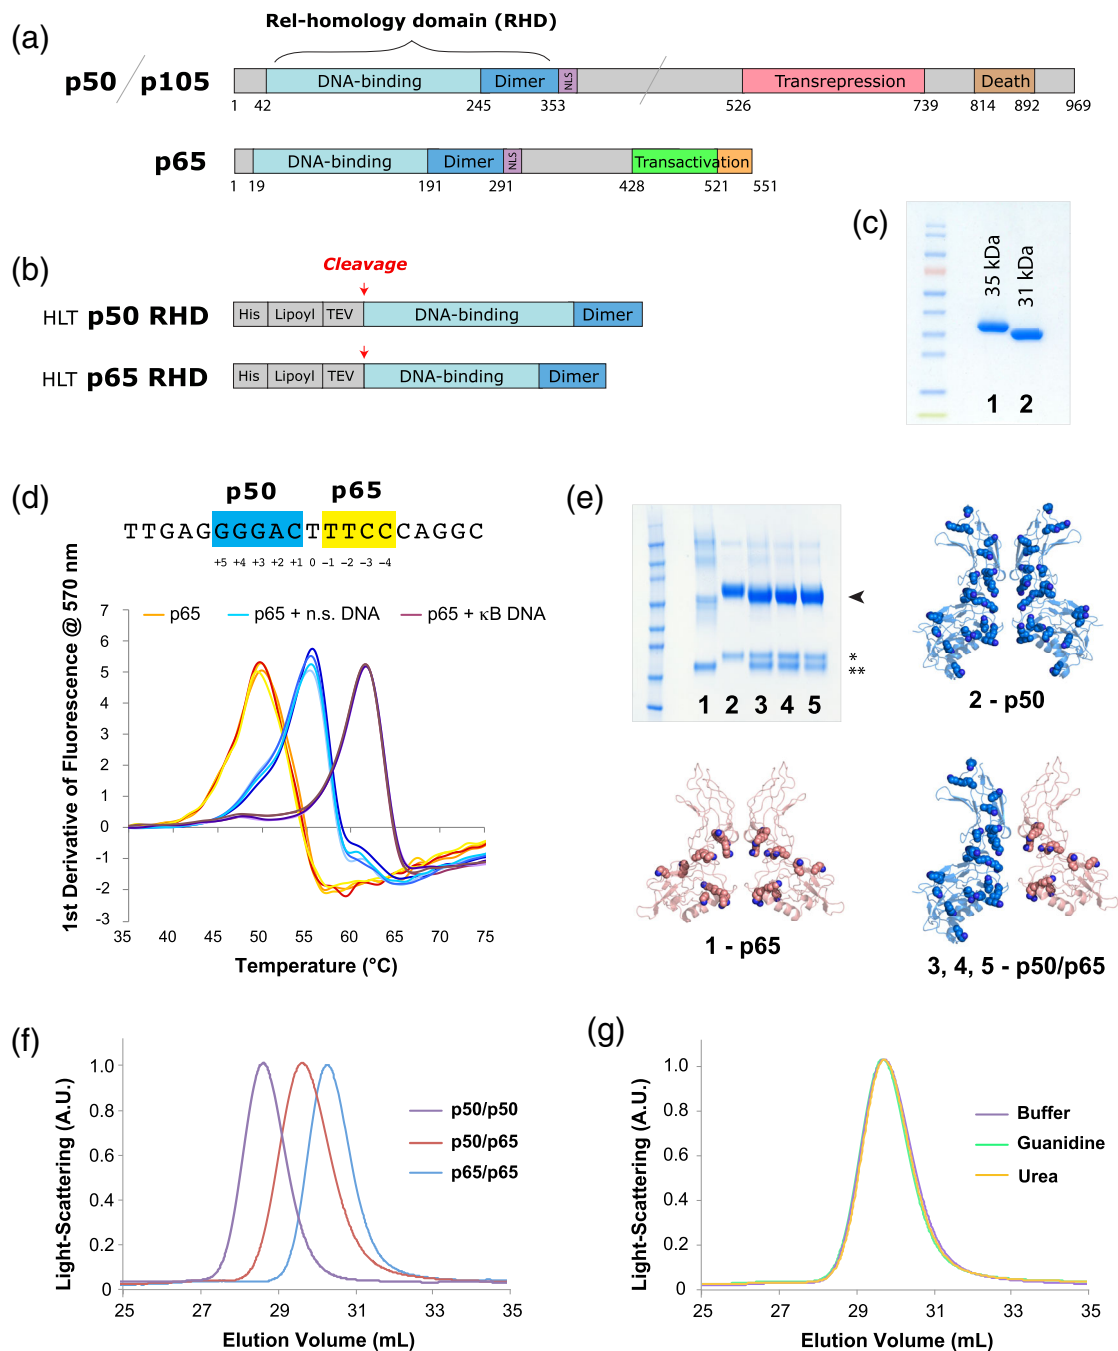 (a)
Rel-homology domain (RHD)
p50 / p105
DNA-binding
Dimer
NLS
Transrepression
Death
1 42 245 353 526 739 814 892 969
p65
DNA-binding
Dimer
NLS
Transactivation
1 19 191 291 428 521 551
(b)
Cleavage
HLT p50 RHD
His Lipoyl TEV DNA-binding Dimer
HLT p65 RHD
His Lipoyl TEV DNA-binding Dimer
(c)
35 kDa
31 kDa
1 2
(d)
p50 p65
TTGAGGGGACTTTCCCAGGC
+5 +4 +3 +2 +1 0 −1 −2 −3 −4
p65
p65 + n.s. DNA
p65 + κB DNA
1st Derivative of Fluorescence @ 570 nm
7
6
5
4
3
2
1
0
-1
-2
-3
35 40 45 50 55 60 65 70 75
Temperature (°C)
(e)
*
**
1 2 3 4 5
2 - p50
1 - p65
3, 4, 5 - p50/p65
(f)
Light-Scattering (A.U.)
1.0
0.8
0.6
0.4
0.2
0
p50/p50
p50/p65
p65/p65
25 27 29 31 33 35
Elution Volume (mL)
(g)
Light-Scattering (A.U.)
1.0
0.8
0.6
0.4
0.2
0
Buffer
Guanidine
Urea
25 27 29 31 33 35
Elution Volume (mL)